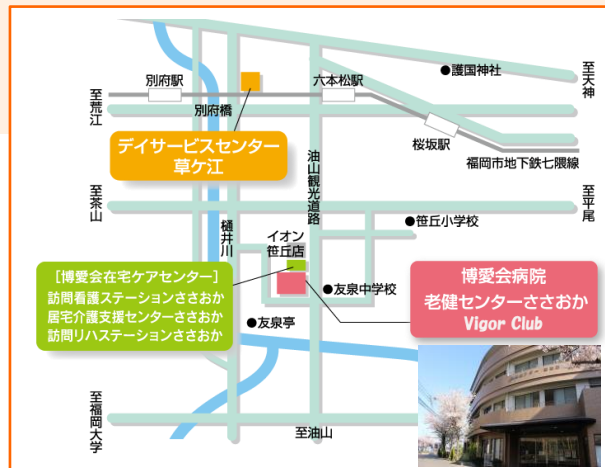 ●護国神社
至天神
至荒江
別府駅
六本松駅
別府橋
桜坂駅
福岡市地下鉄七隈線
デイサービスセンター
草ケ江
油山観光道路
至茶山
至平尾
樋井川
イオン
笹丘店
●笹丘小学校
[博愛会在宅ケアセンター]
訪問看護ステーションささおか
居宅介護支援センターささおか
訪問リハステーションささおか
●友泉中学校
博愛会病院
老健センターささおか
Vigor Club
●友泉亭
至福岡大学
至油山